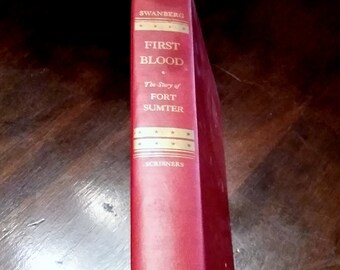 SWANBERG
FIRST
BLOOD
The Story of
FORT
SUMTER
SCRIBNERS